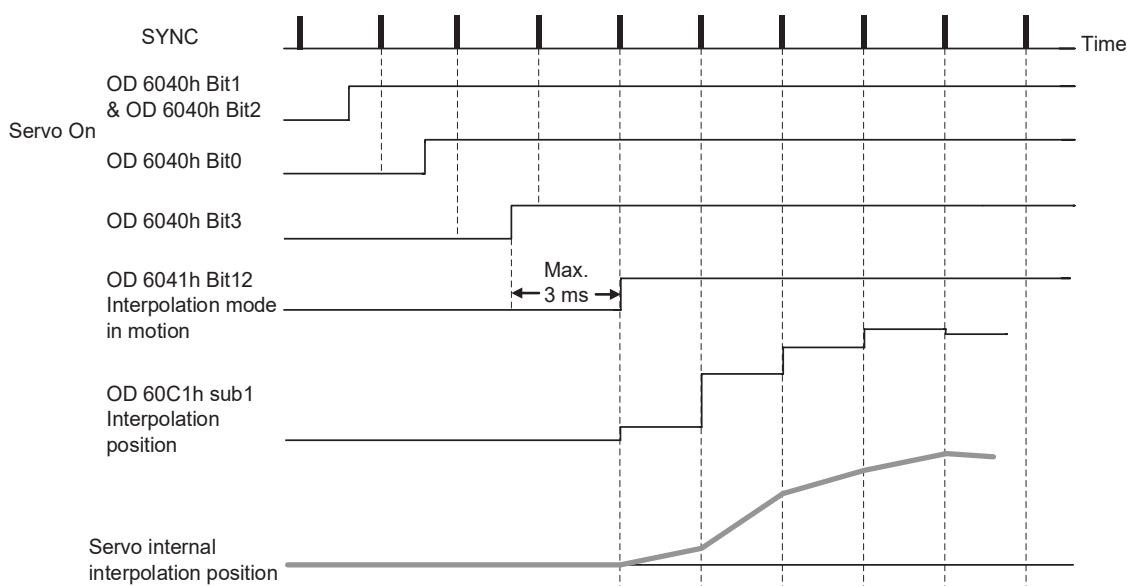 SYNC
Time
OD 6040h Bit1
& OD 6040h Bit2
Servo On
OD 6040h Bit0
OD 6040h Bit3
Max.
3 ms
OD 6041h Bit12
Interpolation mode
in motion
OD 60C1h sub1
Interpolation
position
Servo internal
interpolation position